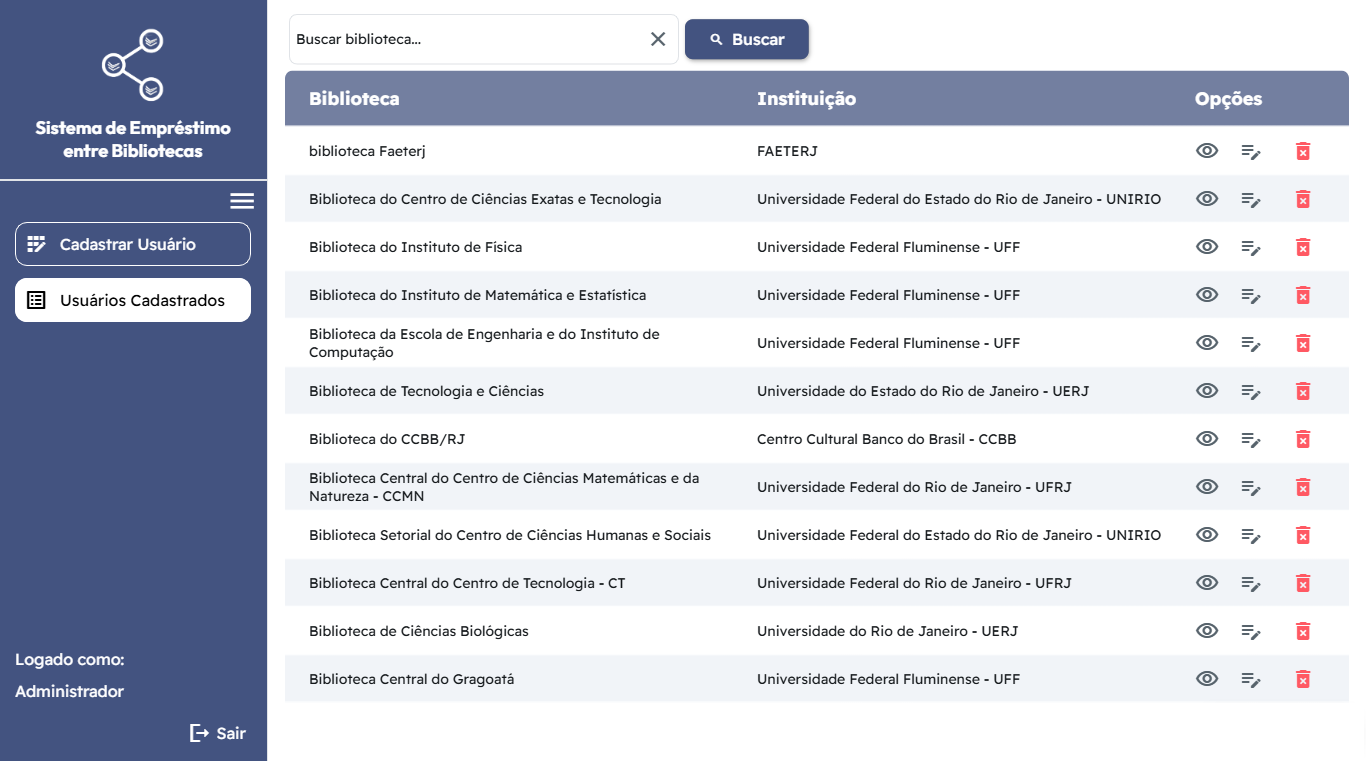 Sistema de Empréstimo
entre Bibliotecas
Cadastrar Usuário
Usuários Cadastrados
Logado como:
Administrador
Sair
Buscar biblioteca...
Buscar
Biblioteca Instituição Opções
biblioteca Faeterj FAETERJ
Biblioteca do Centro de Ciências Exatas e Tecnologia Universidade Federal do Estado do Rio de Janeiro - UNIRIO
Biblioteca do Instituto de Física Universidade Federal Fluminense - UFF
Biblioteca do Instituto de Matemática e Estatística Universidade Federal Fluminense - UFF
Biblioteca da Escola de Engenharia e do Instituto de
Computação Universidade Federal Fluminense - UFF
Biblioteca de Tecnologia e Ciências Universidade do Estado do Rio de Janeiro - UERJ
Biblioteca do CCBB/RJ Centro Cultural Banco do Brasil - CCBB
Biblioteca Central do Centro de Ciências Matemáticas e da
Natureza - CCMN Universidade Federal do Rio de Janeiro - UFRJ
Biblioteca Setorial do Centro de Ciências Humanas e Sociais Universidade Federal do Estado do Rio de Janeiro - UNIRIO
Biblioteca Central do Centro de Tecnologia - CT Universidade Federal do Rio de Janeiro - UFRJ
Biblioteca de Ciências Biológicas Universidade do Rio de Janeiro - UERJ
Biblioteca Central do Gragoatá Universidade Federal Fluminense - UFF